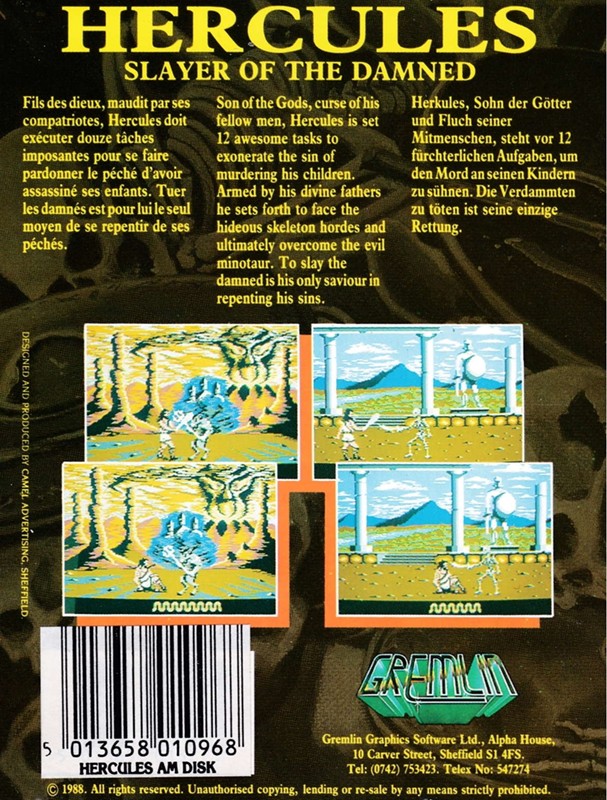 HERCULES
SLAYER OF THE DAMNED
Fils des dieux, maudit par ses
compatriotes, Hercules doit
exécuter douze tâches
imposantes pour se faire
pardonner le péché d'avoir
assassiné ses enfants. Tuer
les damnés est pour lui le seul
moyen de se repentir de ses
péchés.
Son of the Gods, curse of his
fellow men, Hercules is set
12 awesome tasks to
exonerate the sin of
murdering his children.
Armed by his divine fathers
he sets forth to face the
hideous skeleton hordes and
ultimately overcome the evil
minotaur. To slay the
damned is his only saviour in
repenting his sins.
Herkules, Sohn der Götter
und Fluch seiner
Mitmenschen, steht vor 12
fürchterlichen Aufgaben, um
den Mord an seinen Kindern
zu sühnen. Die Verdammten
zu töten ist seine einzige
Rettung.
DESIGNED AND PRODUCED BY CAMEL ADVERTISING, SHEFFIELD
5 013658 010968
HERCULES AM DISK
GREMLIN
Gremlin Graphics Software Ltd., Alpha House,
10 Carver Street, Sheffield S1 4FS.
Tel: (0742) 753423. Telex No: 547274
© 1988. All rights reserved. Unauthorised copying, lending or re-sale by any means strictly prohibited.